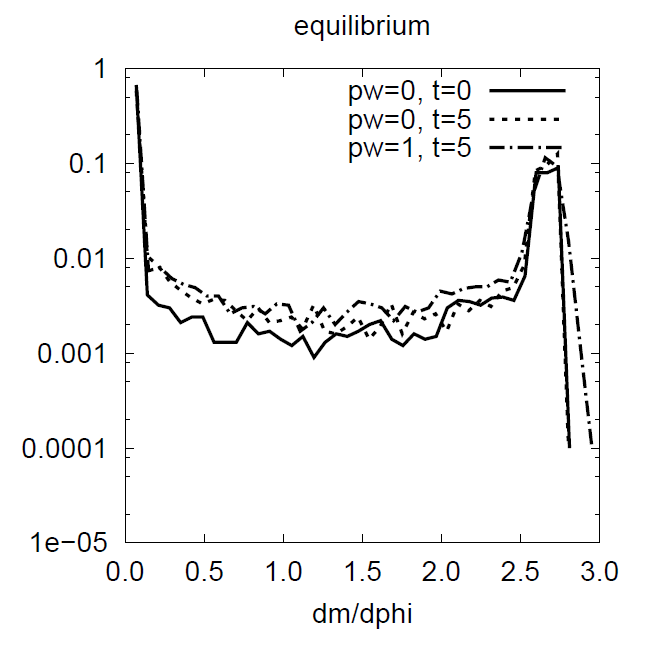 equilibrium
1
0.1
0.01
0.001
0.0001
1e−05
pw=0, t=0
pw=0, t=5
pw=1, t=5
0.0 0.5 1.0 1.5 2.0 2.5 3.0
dm/dphi